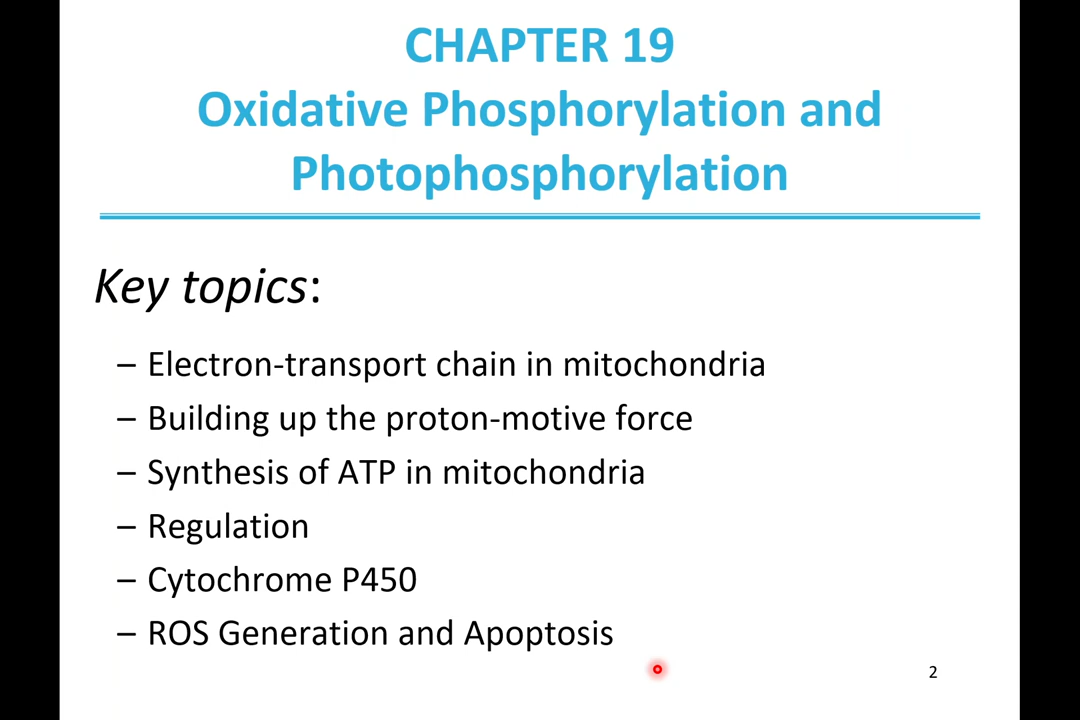 CHAPTER 19
Oxidative Phosphorylation and
Photophosphorylation
Key topics:
– Electron-transport chain in mitochondria
– Building up the proton-motive force
– Synthesis of ATP in mitochondria
– Regulation
– Cytochrome P450
– ROS Generation and Apoptosis
2